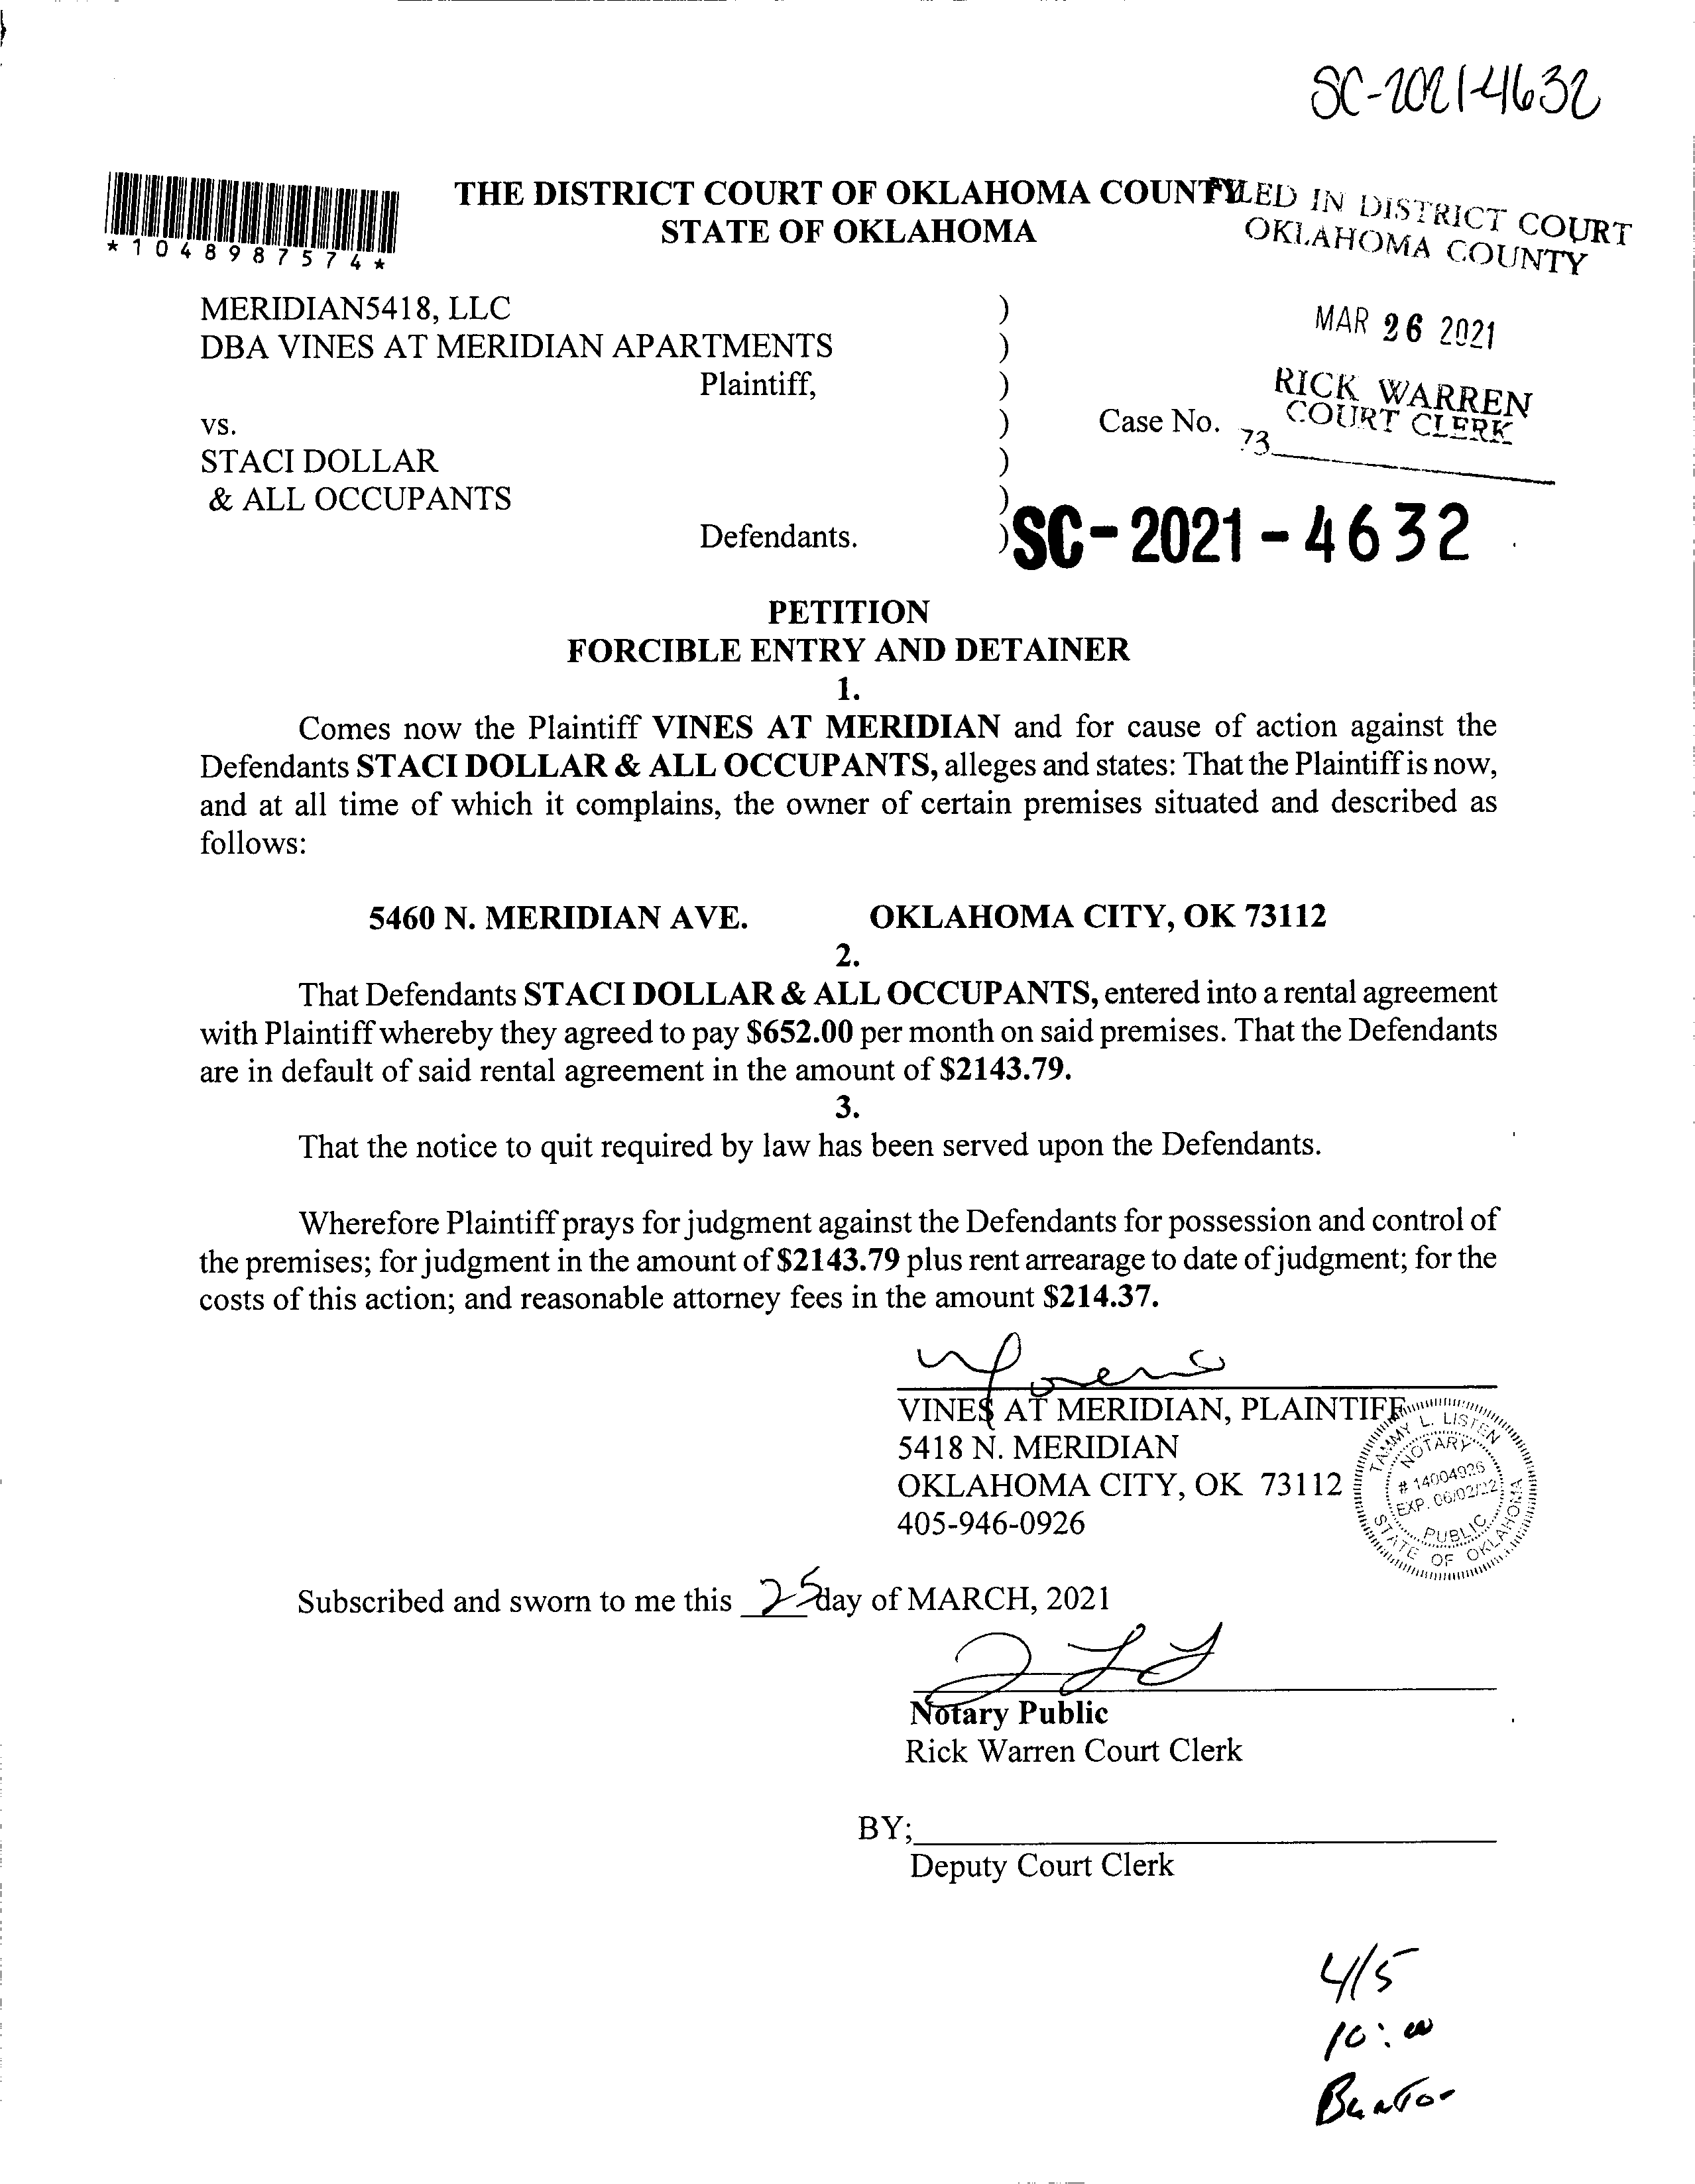 SC-2021-4632
*1048987574*
THE DISTRICT COURT OF OKLAHOMA COUNTY
STATE OF OKLAHOMA
FILED IN DISTRICT COURT
OKLAHOMA COUNTY
MAR 26 2021
RICK WARREN
COURT CLERK
73
MERIDIAN5418, LLC )
DBA VINES AT MERIDIAN APARTMENTS )
Plaintiff, )
vs. ) Case No.
STACI DOLLAR )
& ALL OCCUPANTS )
Defendants. ) SC-2021-4632
PETITION
FORCIBLE ENTRY AND DETAINER
1.
Comes now the Plaintiff VINES AT MERIDIAN and for cause of action against the
Defendants STACI DOLLAR & ALL OCCUPANTS, alleges and states: That the Plaintiff is now,
and at all time of which it complains, the owner of certain premises situated and described as
follows:
5460 N. MERIDIAN AVE. OKLAHOMA CITY, OK 73112
2.
That Defendants STACI DOLLAR & ALL OCCUPANTS, entered into a rental agreement
with Plaintiff whereby they agreed to pay $652.00 per month on said premises. That the Defendants
are in default of said rental agreement in the amount of $2143.79.
3.
That the notice to quit required by law has been served upon the Defendants.
Wherefore Plaintiff prays for judgment against the Defendants for possession and control of
the premises; for judgment in the amount of $2143.79 plus rent arrearage to date of judgment; for the
costs of this action; and reasonable attorney fees in the amount $214.37.
VINES AT MERIDIAN, PLAINTIFF
5418 N. MERIDIAN
OKLAHOMA CITY, OK 73112
405-946-0926
TAMMY L. LISTEN
NOTARY
# 14004926
EXP. 06/02/22
PUBLIC
STATE OF OKLAHOMA
Subscribed and sworn to me this 25 day of MARCH, 2021
Notary Public
Rick Warren Court Clerk
BY;
Deputy Court Clerk
4/5
10:00